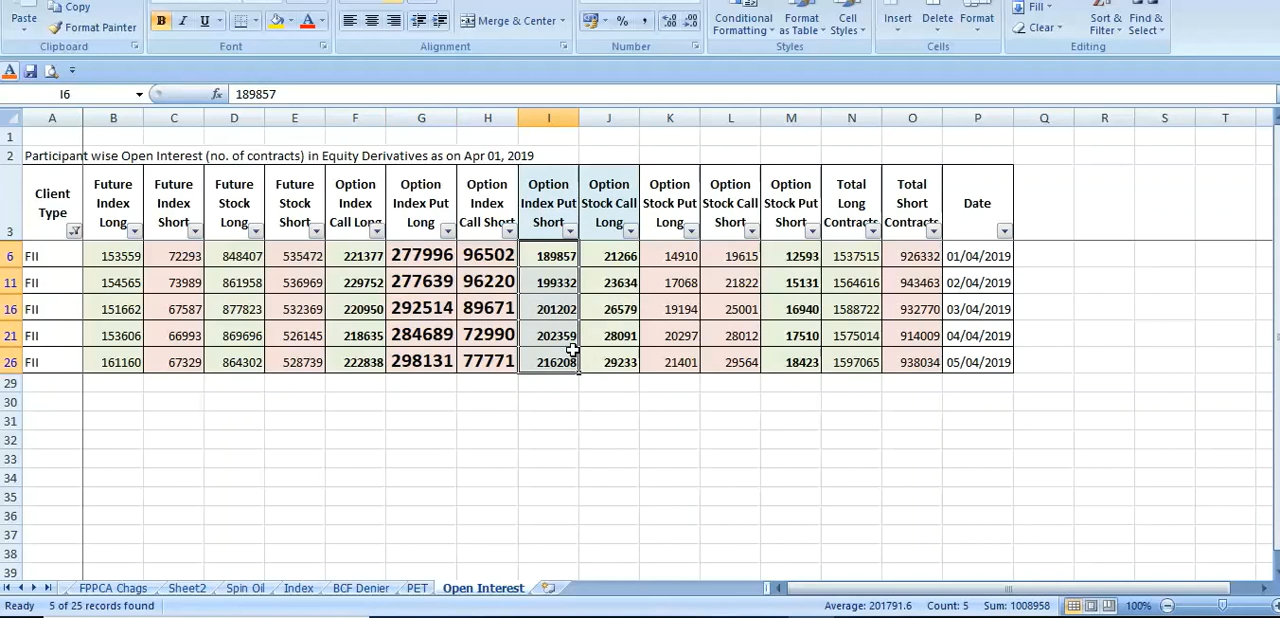 Copy
Paste
Format Painter
B I U A
Merge & Center
% ,
Conditional Formatting
Format as Table
Cell Styles
Insert Delete Format
Fill
Clear
Sort & Filter
Find & Select
Clipboard Font Alignment Number Styles Cells Editing
A
I6 fx 189857
A B C D E F G H I J K L M N O P Q R S T
1
2 Participant wise Open Interest (no. of contracts) in Equity Derivatives as on Apr 01, 2019
3 Client Type | Future Index Long | Future Index Short | Future Stock Long | Future Stock Short | Option Index Call Long | Option Index Put Long | Option Index Call Short | Option Index Put Short | Option Stock Call Long | Option Stock Put Long | Option Stock Call Short | Option Stock Put Short | Total Long Contracts | Total Short Contracts | Date
6 FII 153559 72293 848407 535472 221377 277996 96502 189857 21266 14910 19615 12593 1537515 926332 01/04/2019
11 FII 154565 73989 861958 536969 229752 277639 96220 199332 23634 17068 21822 15131 1564616 943463 02/04/2019
16 FII 151662 67587 877823 532369 220950 292514 89671 201202 26579 19194 25001 16940 1588722 932770 03/04/2019
21 FII 153606 66993 869659 526145 218635 284689 72990 202359 28091 20297 28012 17510 1575014 914009 04/04/2019
26 FII 161160 67329 864302 528739 222838 298131 77771 216208 29233 21401 29564 18423 1597065 938034 05/04/2019
29
30
31
32
33
34
35
36
37
38
39
FPPCA Chags Sheet2 Spin Oil Index BCF Denier PET Open Interest
Ready 5 of 25 records found Average: 201791.6 Count: 5 Sum: 1008958 100%